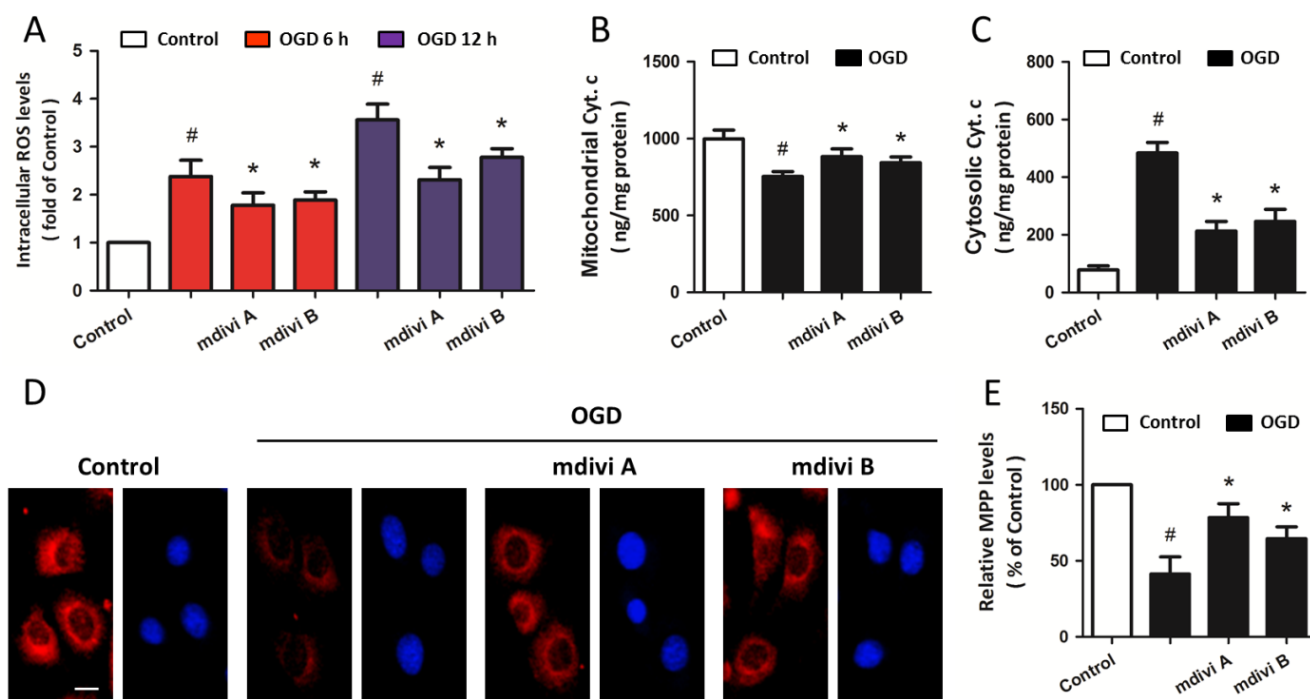 A
Control OGD 6 h OGD 12 h
Intracellular ROS levels
( fold of Control )
5
4
3
2
1
0
#
*
*
#
*
*
Control
mdivi A
mdivi B
mdivi A
mdivi B
B
Control OGD
Mitochondrial Cyt. c
( ng/mg protein )
1500
1000
500
0
#
*
*
Control
mdivi A
mdivi B
C
Control OGD
Cytosolic Cyt. c
( ng/mg protein )
800
600
400
200
0
#
*
*
Control
mdivi A
mdivi B
D
OGD
Control mdivi A mdivi B
E
Control OGD
Relative MPP levels
( % of Control )
150
100
50
0
#
*
*
Control
mdivi A
mdivi B